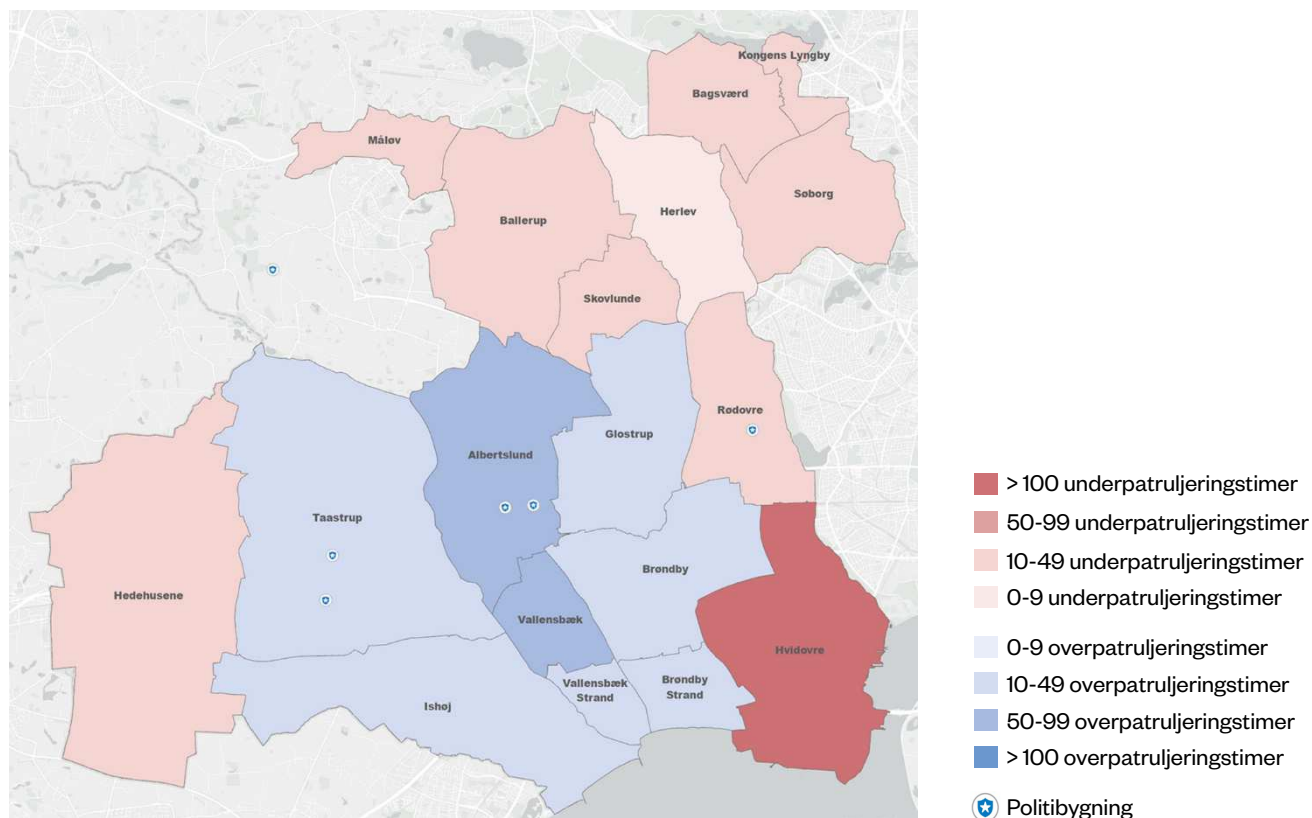 Kongens Lyngby
Bagsværd
Måløv
Søborg
Herlev
Ballerup
Skovlunde
Rødovre
Glostrup
Albertslund
Taastrup
Brøndby
Hedehusene
Vallensbæk
Hvidovre
Vallensbæk
Strand
Brøndby
Strand
Ishøj
> 100 underpatruljeringstimer
50-99 underpatruljeringstimer
10-49 underpatruljeringstimer
0-9 underpatruljeringstimer
0-9 overpatruljeringstimer
10-49 overpatruljeringstimer
50-99 overpatruljeringstimer
> 100 overpatruljeringstimer
Politibygning